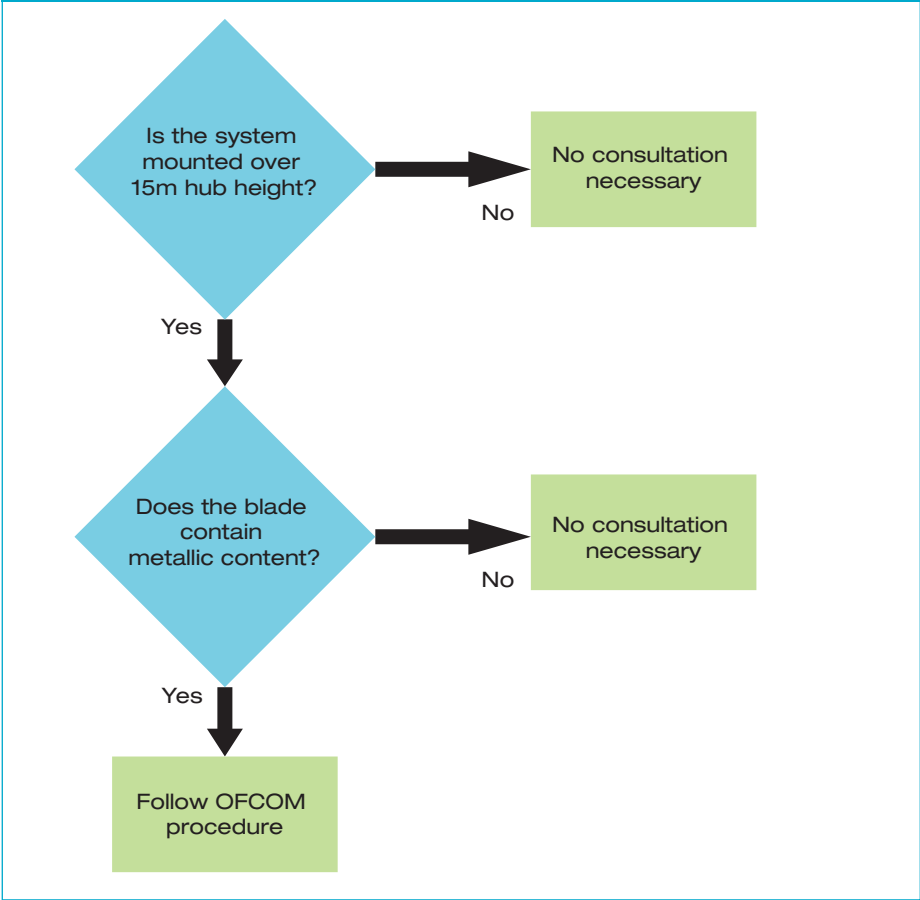 Is the system
mounted over
15m hub height?
No consultation
necessary
No
Yes
Does the blade
contain
metallic content?
No consultation
necessary
No
Yes
Follow OFCOM
procedure